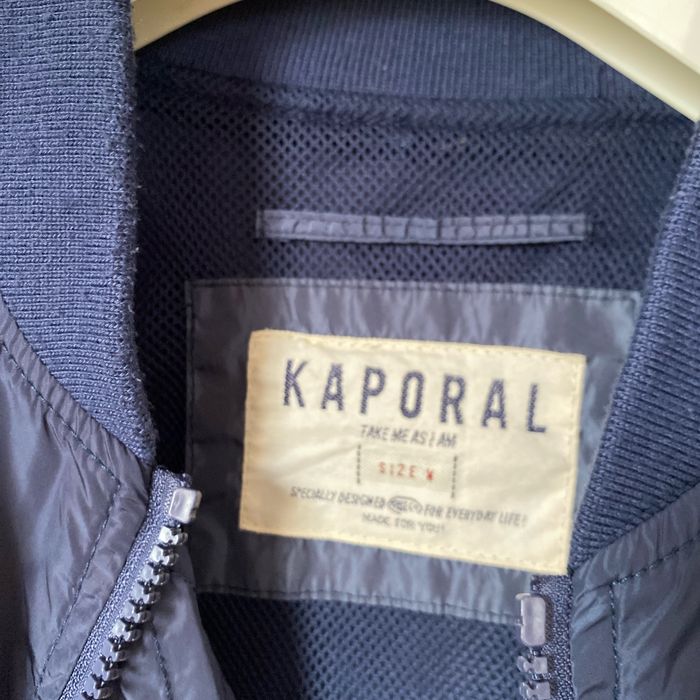 KAPORAL
TAKE ME AS I AM
SIZE
SPECIALLY DESIGNED FOR EVERYDAY LIFE!
MADE FOR YOU!